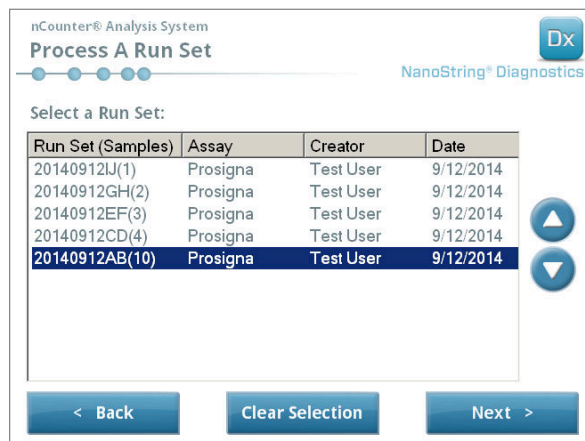 nCounter® Analysis System
Process A Run Set
Dx
NanoString® Diagnostics
Select a Run Set:
Run Set (Samples) Assay Creator Date
20140912IJ(1) Prosigna Test User 9/12/2014
20140912GH(2) Prosigna Test User 9/12/2014
20140912EF(3) Prosigna Test User 9/12/2014
20140912CD(4) Prosigna Test User 9/12/2014
20140912AB(10) Prosigna Test User 9/12/2014
< Back Clear Selection Next >